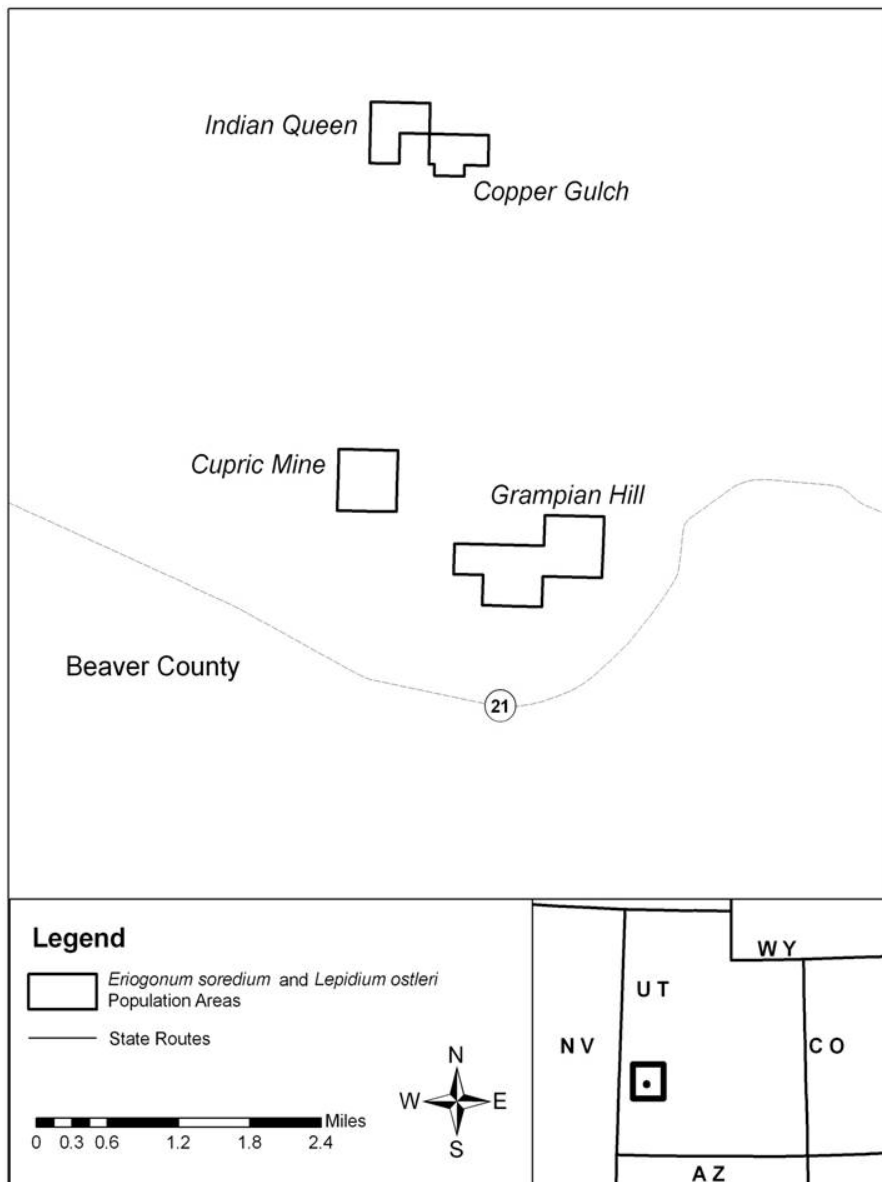 Indian Queen
Copper Gulch
Cupric Mine
Grampian Hill
Beaver County
21
Legend
Eriogonum soredium and Lepidium ostleri
Population Areas
State Routes
Miles
0 0.3 0.6 1.2 1.8 2.4
N
W E
S
WY
UT
NV
CO
AZ